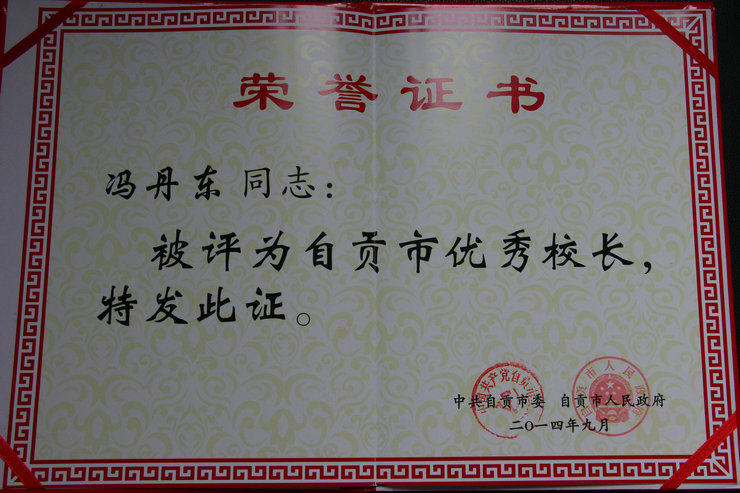 荣誉证书
冯丹东 同志：
被评为自贡市优秀校长，
特发此证。
中共自贡市委 自贡市人民政府
二〇一四年九月